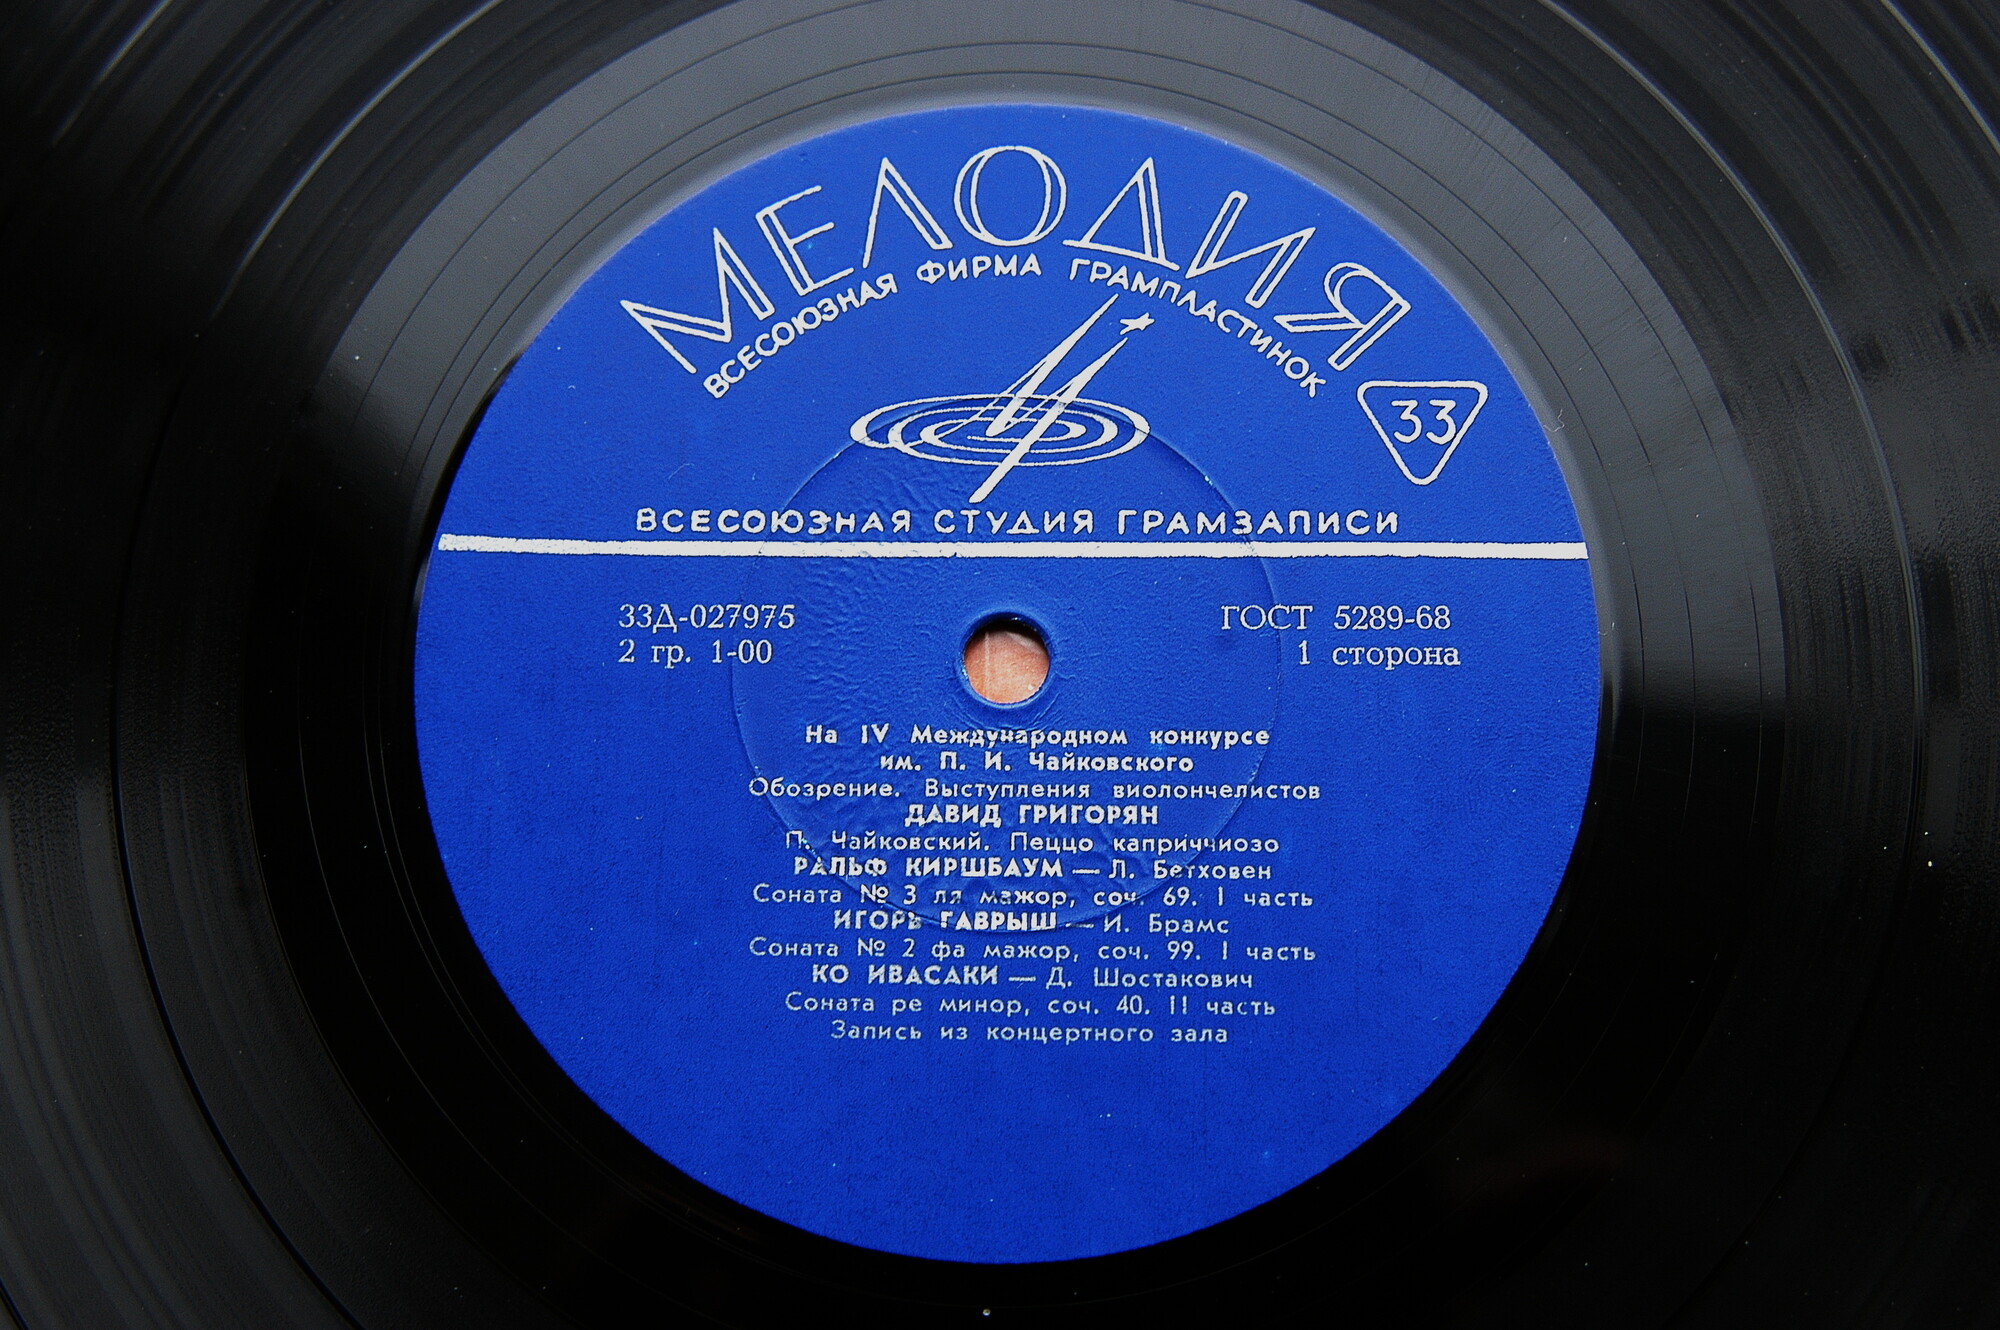 МЕЛОДИЯ
ВСЕСОЮЗНАЯ ФИРМА ГРАМПЛАСТИНОК
33
ВСЕСОЮЗНАЯ СТУДИЯ ГРАМЗАПИСИ
33Д-027975
ГОСТ 5289-68
2 гр. 1-00
1 сторона
На IV Международном конкурсе
им. П. И. Чайковского
Обозрение. Выступления виолончелистов
ДАВИД ГРИГОРЯН
П. Чайковский. Пеццо каприччиозо
РАЛЬФ КИРШБАУМ — Л. Бетховен
Соната № 3 ля мажор, соч. 69. I часть
ИГОРЬ ГАВРЫШ — И. Брамс
Соната № 2 фа мажор, соч. 99. I часть
КО ИВАСАКИ — Д. Шостакович
Соната ре минор, соч. 40. II часть
Запись из концертного зала